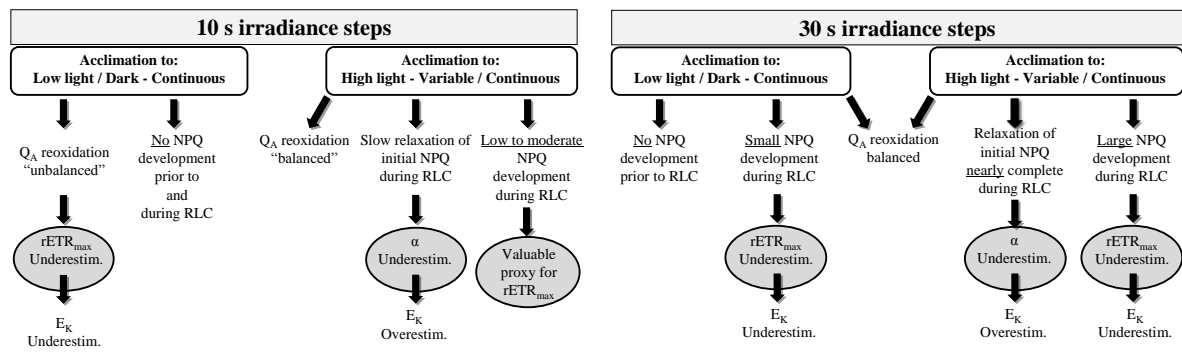 10 s irradiance steps
Acclimation to:
Low light / Dark - Continuous
Acclimation to:
High light - Variable / Continuous
QA reoxidation
“unbalanced”
No NPQ
development
prior to
and
during RLC
QA reoxidation
“balanced”
Slow relaxation of
initial NPQ
during RLC
Low to moderate
NPQ
development
during RLC
rETRmax
Underestim.
α
Underestim.
Valuable
proxy for
rETRmax
EK
Underestim.
EK
Overestim.
30 s irradiance steps
Acclimation to:
Low light / Dark - Continuous
Acclimation to:
High light - Variable / Continuous
No NPQ
development
prior to RLC
Small NPQ
development
during RLC
QA reoxidation
balanced
Relaxation of
initial NPQ
nearly complete
during RLC
Large NPQ
development
during RLC
rETRmax
Underestim.
α
Underestim.
rETRmax
Underestim.
EK
Underestim.
EK
Overestim.
EK
Underestim.